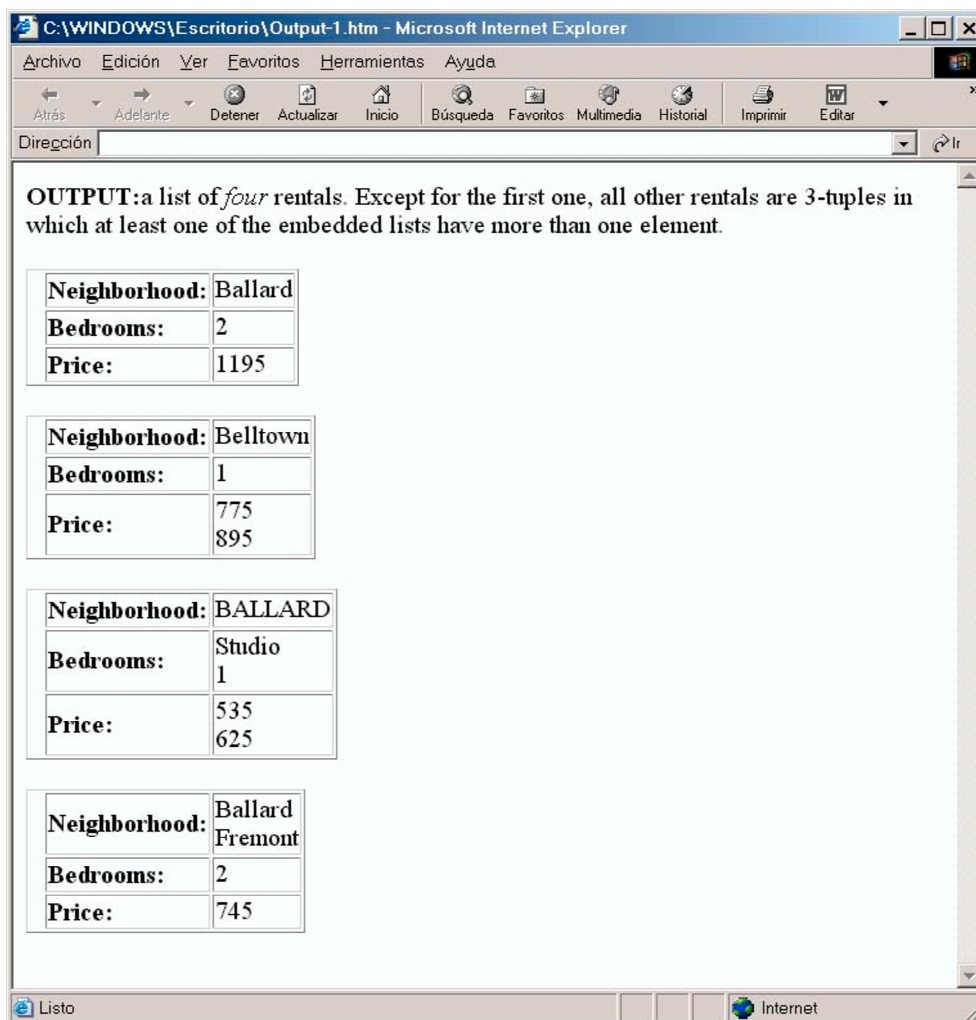 C:\WINDOWS\Escritorio\Output-1.htm - Microsoft Internet Explorer
Archivo Edición Ver Favoritos Herramientas Ayuda
Atrás Adelante Detener Actualizar Inicio Búsqueda Favoritos Multimedia Historial Imprimir Editar
Dirección Ir
OUTPUT:a list of four rentals. Except for the first one, all other rentals are 3-tuples in
which at least one of the embedded lists have more than one element.
Neighborhood: Ballard
Bedrooms: 2
Price: 1195
Neighborhood: Belltown
Bedrooms: 1
Price: 775
895
Neighborhood: BALLARD
Bedrooms: Studio
1
Price: 535
625
Neighborhood: Ballard
Fremont
Bedrooms: 2
Price: 745
Listo Internet